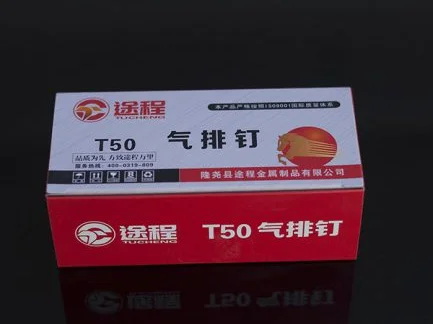 途程
TUCHENG
本产品严格按照ISO9001国际质量体系
T50 气排钉
品质为先 方致途程万里
服务热线：400-0319-809
隆尧县途程金属制品有限公司
途程
TUCHENG
T50 气排钉